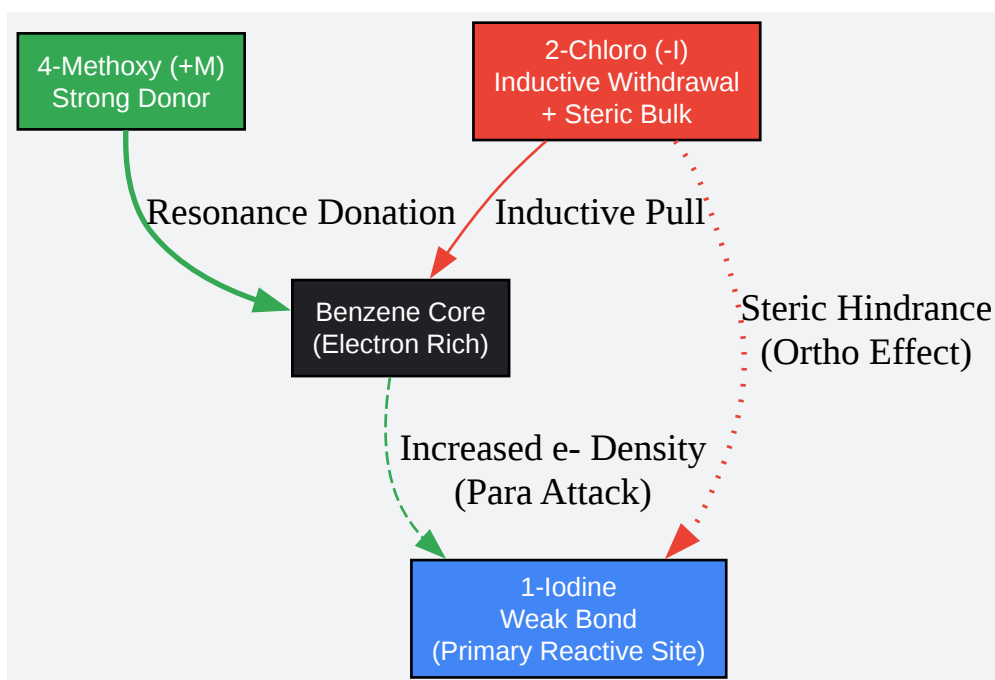 4-Methoxy (+M)
Strong Donor
2-Chloro (-I)
Inductive Withdrawal
+ Steric Bulk
Resonance Donation
Inductive Pull
Benzene Core
(Electron Rich)
Steric Hindrance
(Ortho Effect)
Increased e- Density
(Para Attack)
1-Iodine
Weak Bond
(Primary Reactive Site)